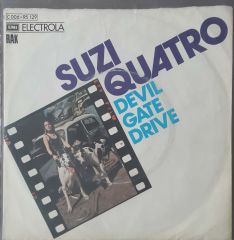 C 006-95 129
EMI ELECTROLA
RAK
SUZI
QUATRO
DEVIL
GATE
DRIVE